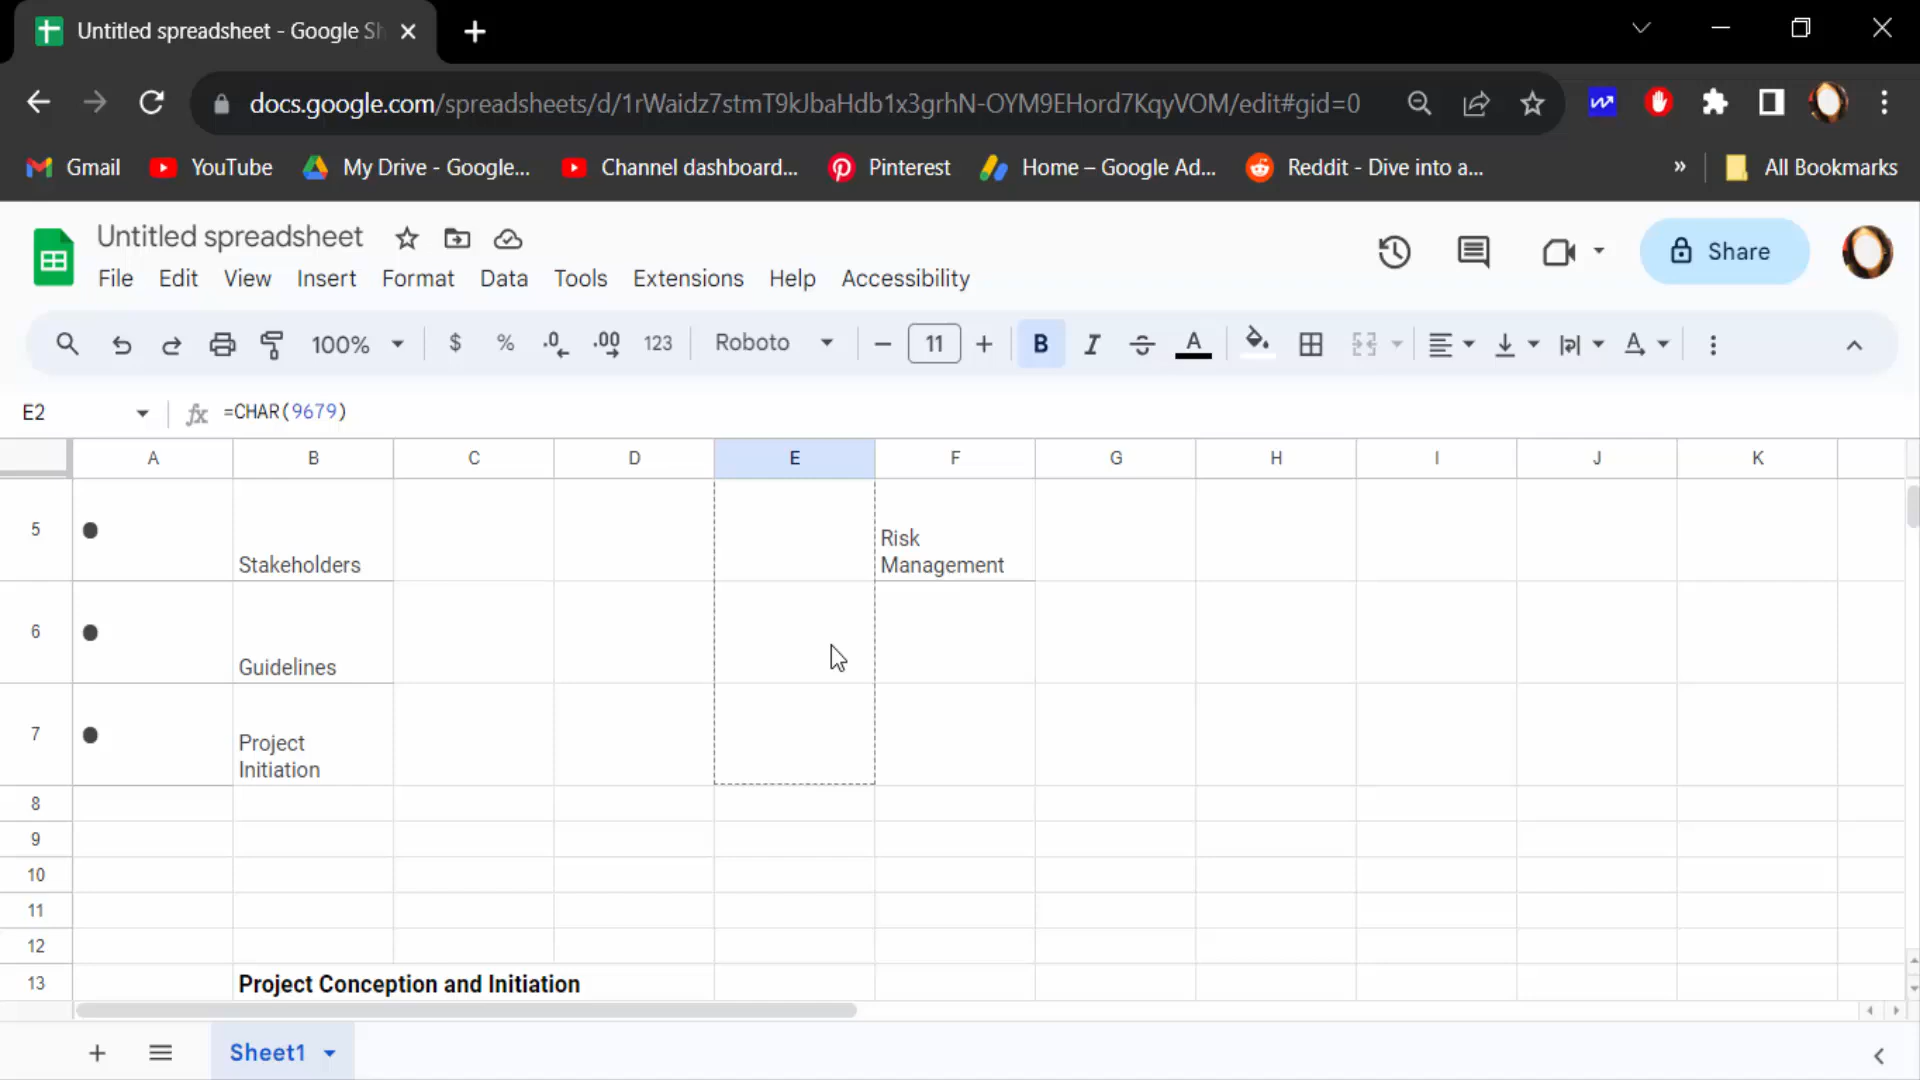 Untitled spreadsheet - Google Sh
docs.google.com/spreadsheets/d/1rWaidz7stmT9kJbaHdb1x3grhN-OYM9EHord7KqyVOM/edit#gid=0
Gmail YouTube My Drive - Google... Channel dashboard... Pinterest Home – Google Ad... Reddit - Dive into a... » All Bookmarks
Untitled spreadsheet
File Edit View Insert Format Data Tools Extensions Help Accessibility
Share
100% $ % .0 .00 123 Roboto 11 B I S A A
E2 fx =CHAR(9679)
A B C D E F G H I J K
5 ● Stakeholders Risk
Management
6 ● Guidelines
7 ● Project
Initiation
8
9
10
11
12
13 Project Conception and Initiation
Sheet1